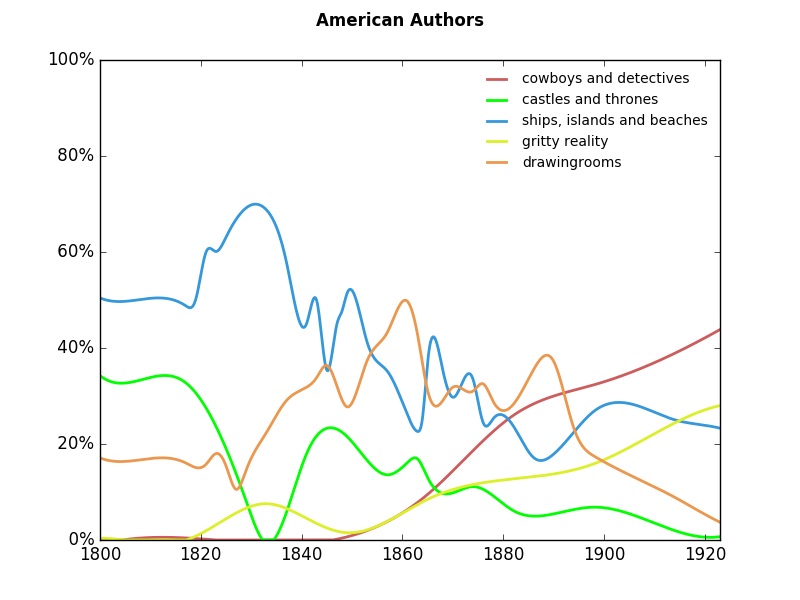 American Authors
100%
80%
60%
40%
20%
0%
cowboys and detectives
castles and thrones
ships, islands and beaches
gritty reality
drawingrooms
1800 1820 1840 1860 1880 1900 1920